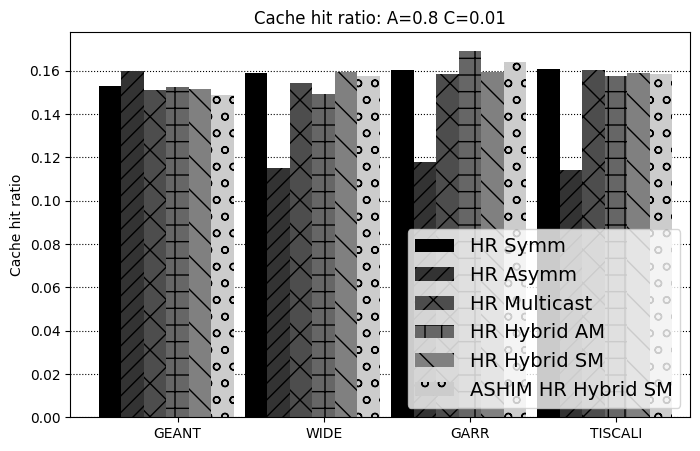 Cache hit ratio: A=0.8 C=0.01
Cache hit ratio
0.16
0.14
0.12
0.10
0.08
0.06
0.04
0.02
0.00
HR Symm
HR Asymm
HR Multicast
HR Hybrid AM
HR Hybrid SM
ASHIM HR Hybrid SM
GEANT WIDE GARR TISCALI